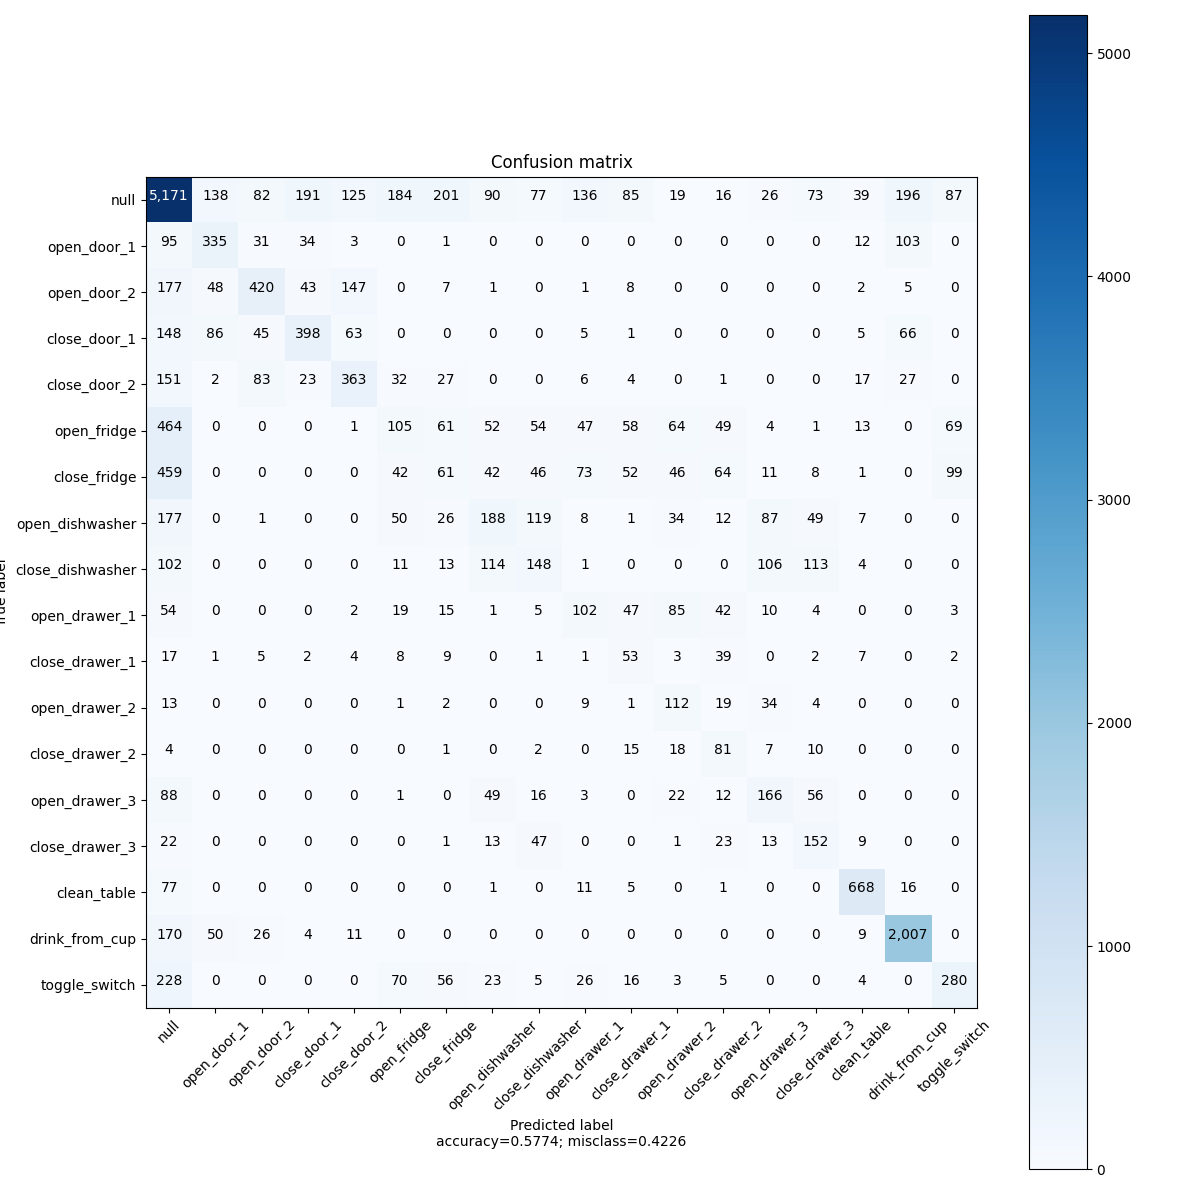 Confusion matrix
null 5,171 138 82 191 125 184 201 90 77 136 85 19 16 26 73 39 196 87
open_door_1 95 335 31 34 3 0 1 0 0 0 0 0 0 0 0 12 103 0
open_door_2 177 48 420 43 147 0 7 1 0 1 8 0 0 0 0 2 5 0
close_door_1 148 86 45 398 63 0 0 0 0 5 1 0 0 0 0 5 66 0
close_door_2 151 2 83 23 363 32 27 0 0 6 4 0 1 0 0 17 27 0
open_fridge 464 0 0 0 1 105 61 52 54 47 58 64 49 4 1 13 0 69
close_fridge 459 0 0 0 0 42 61 42 46 73 52 46 64 11 8 1 0 99
open_dishwasher 177 0 1 0 0 50 26 188 119 8 1 34 12 87 49 7 0 0
close_dishwasher 102 0 0 0 0 11 13 114 148 1 0 0 0 106 113 4 0 0
open_drawer_1 54 0 0 0 2 19 15 1 5 102 47 85 42 10 4 0 0 3
close_drawer_1 17 1 5 2 4 8 9 0 1 1 53 3 39 0 2 7 0 2
open_drawer_2 13 0 0 0 0 1 2 0 0 9 1 112 19 34 4 0 0 0
close_drawer_2 4 0 0 0 0 0 1 0 2 0 15 18 81 7 10 0 0 0
open_drawer_3 88 0 0 0 0 1 0 49 16 3 0 22 12 166 56 0 0 0
close_drawer_3 22 0 0 0 0 0 1 13 47 0 0 1 23 13 152 9 0 0
clean_table 77 0 0 0 0 0 0 1 0 11 5 0 1 0 0 668 16 0
drink_from_cup 170 50 26 4 11 0 0 0 0 0 0 0 0 0 0 9 2,007 0
toggle_switch 228 0 0 0 0 70 56 23 5 26 16 3 5 0 0 4 0 280
null open_door_1 open_door_2 close_door_1 close_door_2 open_fridge close_fridge open_dishwasher close_dishwasher open_drawer_1 close_drawer_1 open_drawer_2 close_drawer_2 open_drawer_3 close_drawer_3 clean_table drink_from_cup toggle_switch
Predicted label
accuracy=0.5774; misclass=0.4226
label
5000
4000
3000
2000
1000
0